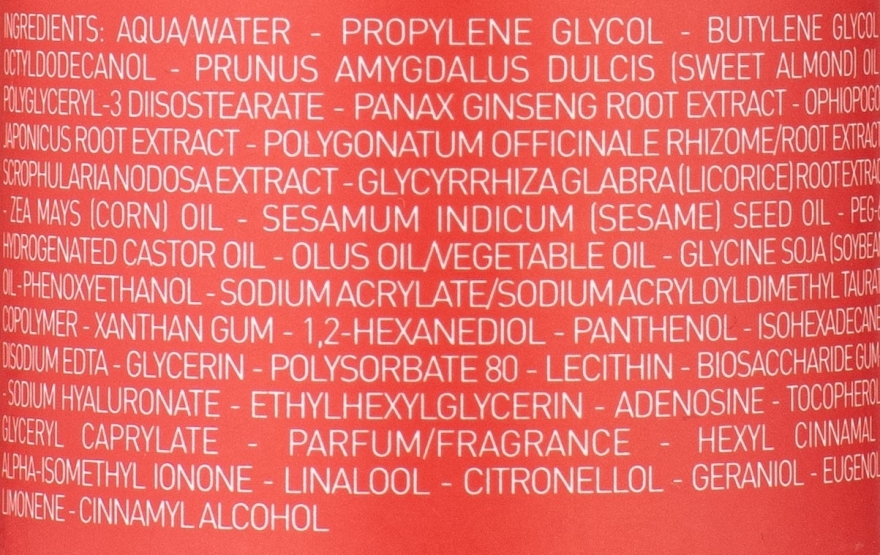 INGREDIENTS: AQUA/WATER - PROPYLENE GLYCOL - BUTYLENE GLYCOL
OCTYLDODECANOL - PRUNUS AMYGDALUS DULCIS (SWEET ALMOND) OIL
POLYGLYCERYL-3 DIISOSTEARATE - PANAX GINSENG ROOT EXTRACT - OPHIOPOGO
JAPONICUS ROOT EXTRACT - POLYGONATUM OFFICINALE RHIZOME/ROOT EXTRACT
SCROPHULARIA NODOSA EXTRACT - GLYCYRRHIZA GLABRA (LICORICE) ROOT EXTRAC
- ZEA MAYS (CORN) OIL - SESAMUM INDICUM (SESAME) SEED OIL - PEG-6
HYDROGENATED CASTOR OIL - OLUS OIL/VEGETABLE OIL - GLYCINE SOJA (SOYBEA
OIL - PHENOXYETHANOL - SODIUM ACRYLATE/SODIUM ACRYLOYLDIMETHYL TAURAT
COPOLYMER - XANTHAN GUM - 1,2-HEXANEDIOL - PANTHENOL - ISOHEXADECANE
DISODIUM EDTA - GLYCERIN - POLYSORBATE 80 - LECITHIN - BIOSACCHARIDE GUM
- SODIUM HYALURONATE - ETHYLHEXYLGLYCERIN - ADENOSINE - TOCOPHEROL
GLYCERYL CAPRYLATE - PARFUM/FRAGRANCE - HEXYL CINNAMAL
ALPHA-ISOMETHYL IONONE - LINALOOL - CITRONELLOL - GERANIOL - EUGENOL
LIMONENE - CINNAMYL ALCOHOL